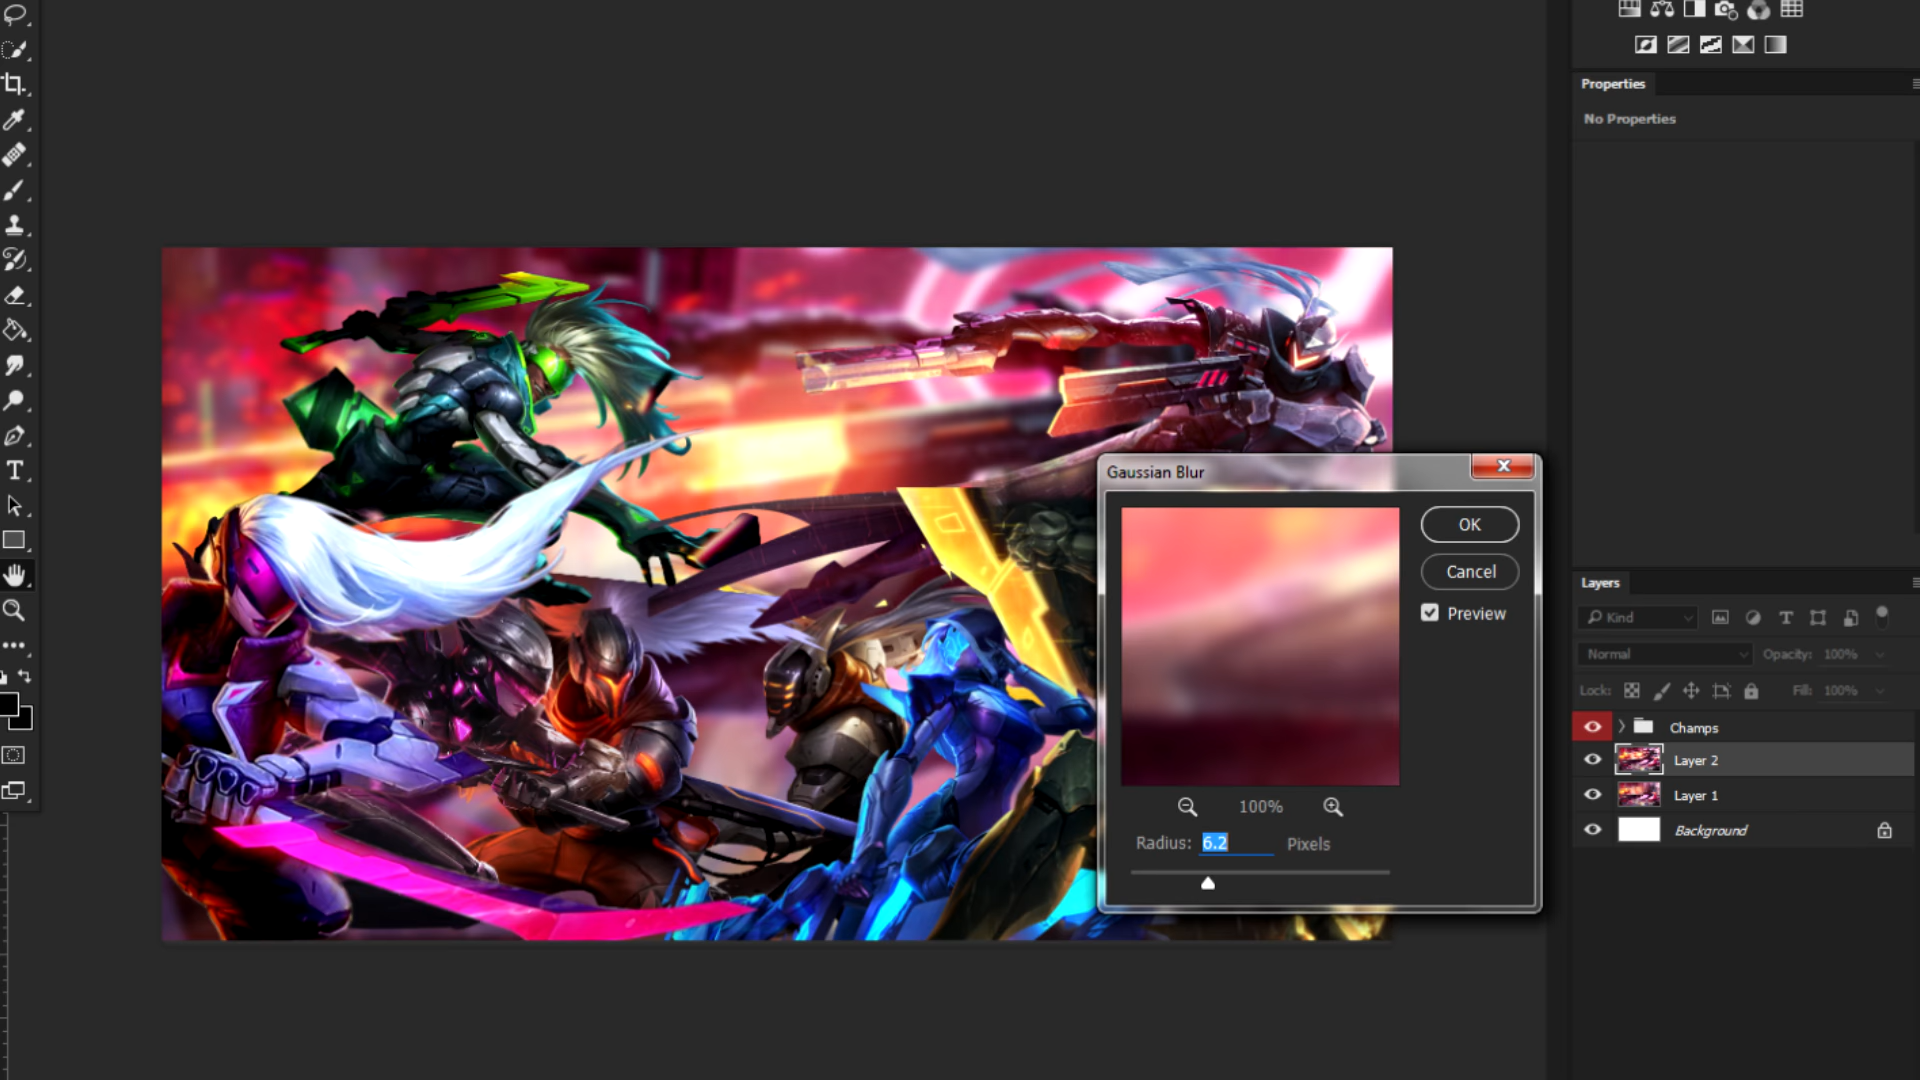 Properties
No Properties
Gaussian Blur
OK
Cancel
Preview
100%
Radius: 6.2 Pixels
Layers
Kind
Normal Opacity: 100%
Lock: Fill: 100%
Champs
Layer 2
Layer 1
Background